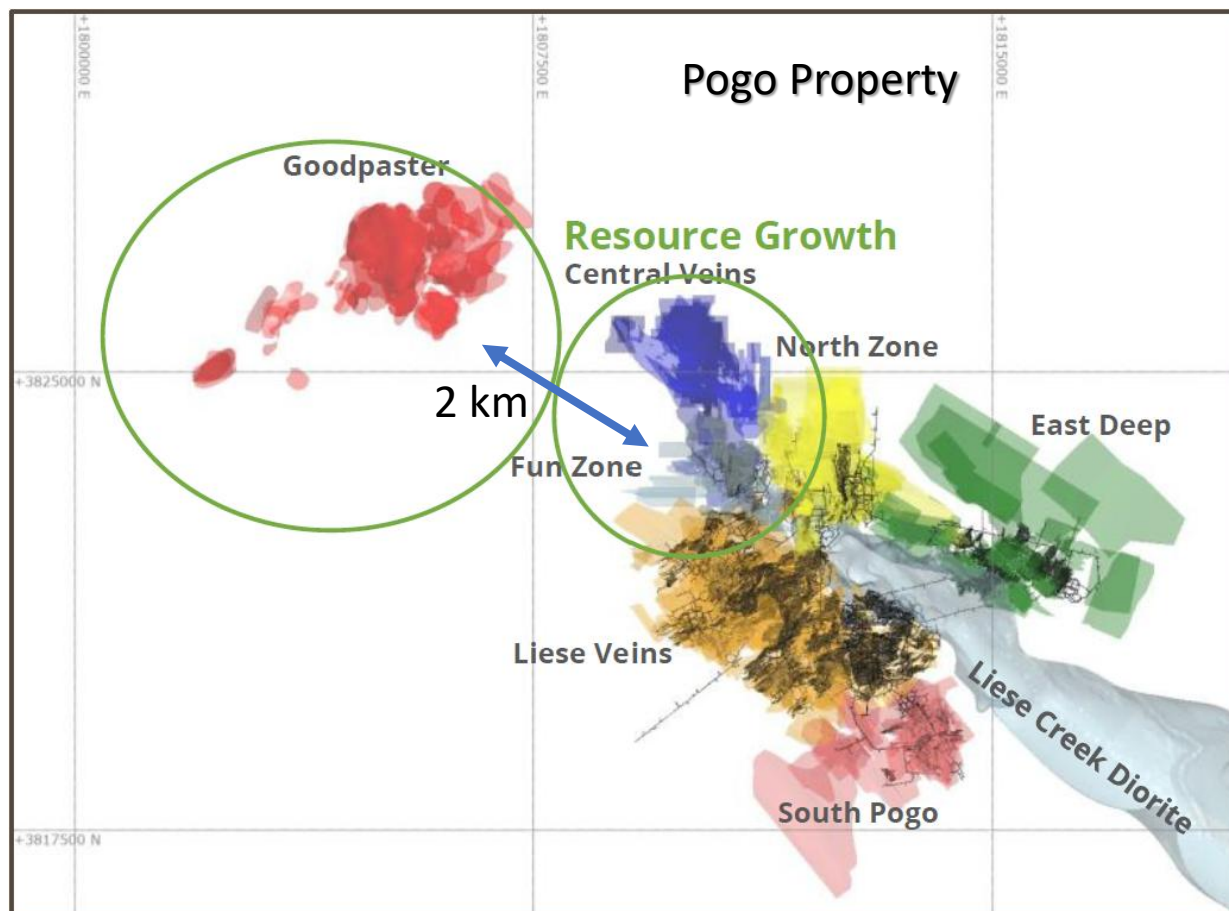 +1800000 E
+1807500 E
+1815000 E
Pogo Property
Goodpaster
Resource Growth
Central Veins
North Zone
+3825000 N
2 km
East Deep
Fun Zone
Liese Veins
Liese Creek Diorite
South Pogo
+3817500 N